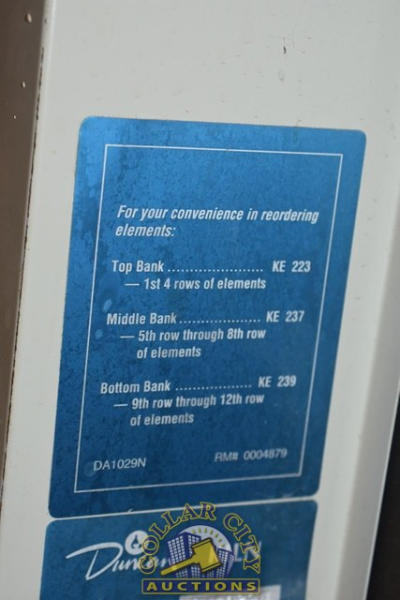 For your convenience in reordering
elements:
Top Bank ...................... KE 223
— 1st 4 rows of elements
Middle Bank ................... KE 237
— 5th row through 8th row
of elements
Bottom Bank .................. KE 239
— 9th row through 12th row
of elements
DA1029N RM# 0004879
COLLAR CITY
AUCTIONS